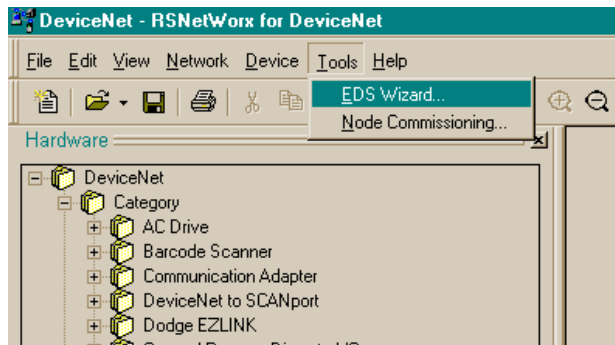 DeviceNet - RSNetWorx for DeviceNet
File Edit View Network Device Tools Help
EDS Wizard...
Node Commissioning...
Hardware
DeviceNet
Category
AC Drive
Barcode Scanner
Communication Adapter
DeviceNet to SCANport
Dodge EZLINK